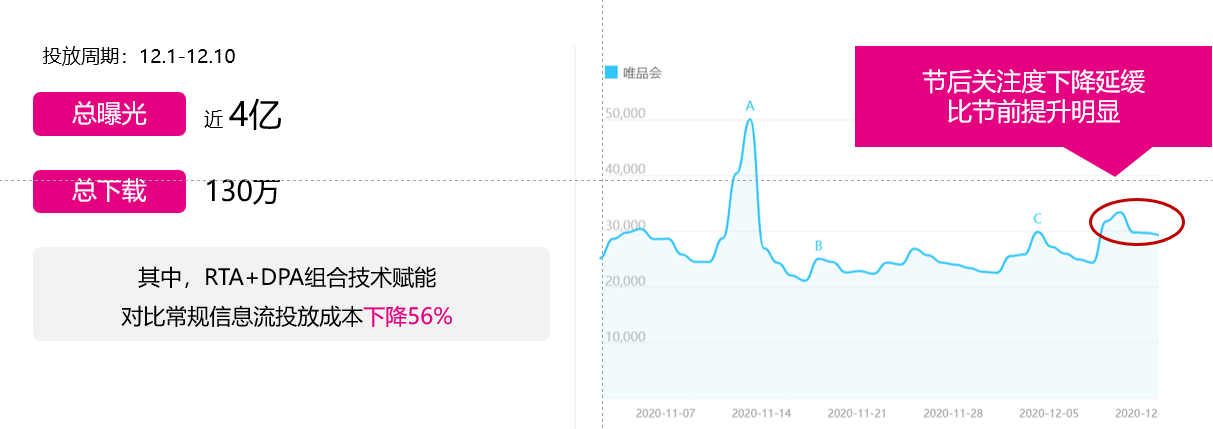 投放周期：12.1-12.10
总曝光
近 4亿
总下载
130万
其中，RTA+DPA组合技术赋能
对比常规信息流投放成本下降56%
节后关注度下降延缓
比节前提升明显
唯品会
50,000
40,000
30,000
20,000
10,000
A
B
C
2020-11-07
2020-11-14
2020-11-21
2020-11-28
2020-12-05
2020-12